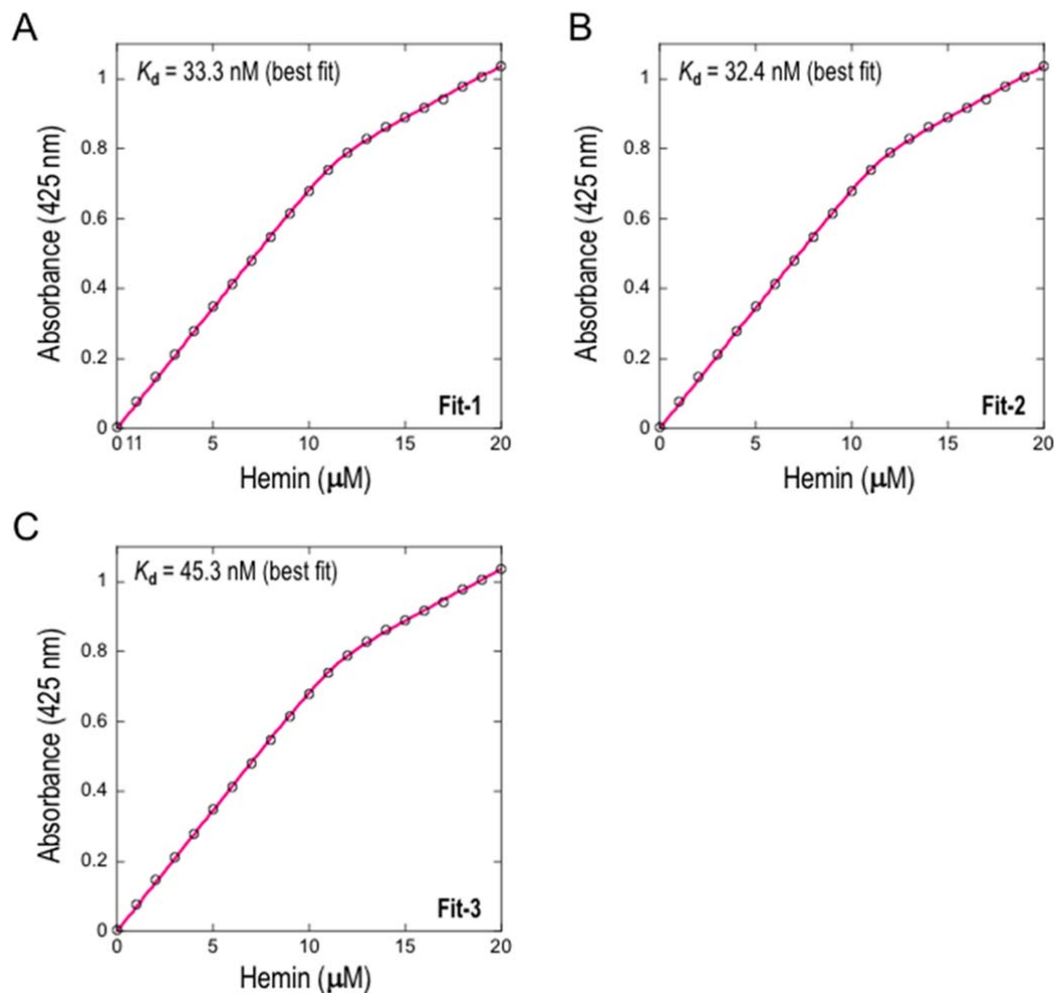 A
Kd = 33.3 nM (best fit)
Absorbance (425 nm)
1
0.8
0.6
0.4
0.2
0
011 5 10 15 20
Hemin (μM)
Fit-1
B
Kd = 32.4 nM (best fit)
Absorbance (425 nm)
1
0.8
0.6
0.4
0.2
0
0 5 10 15 20
Hemin (μM)
Fit-2
C
Kd = 45.3 nM (best fit)
Absorbance (425 nm)
1
0.8
0.6
0.4
0.2
0
0 5 10 15 20
Hemin (μM)
Fit-3